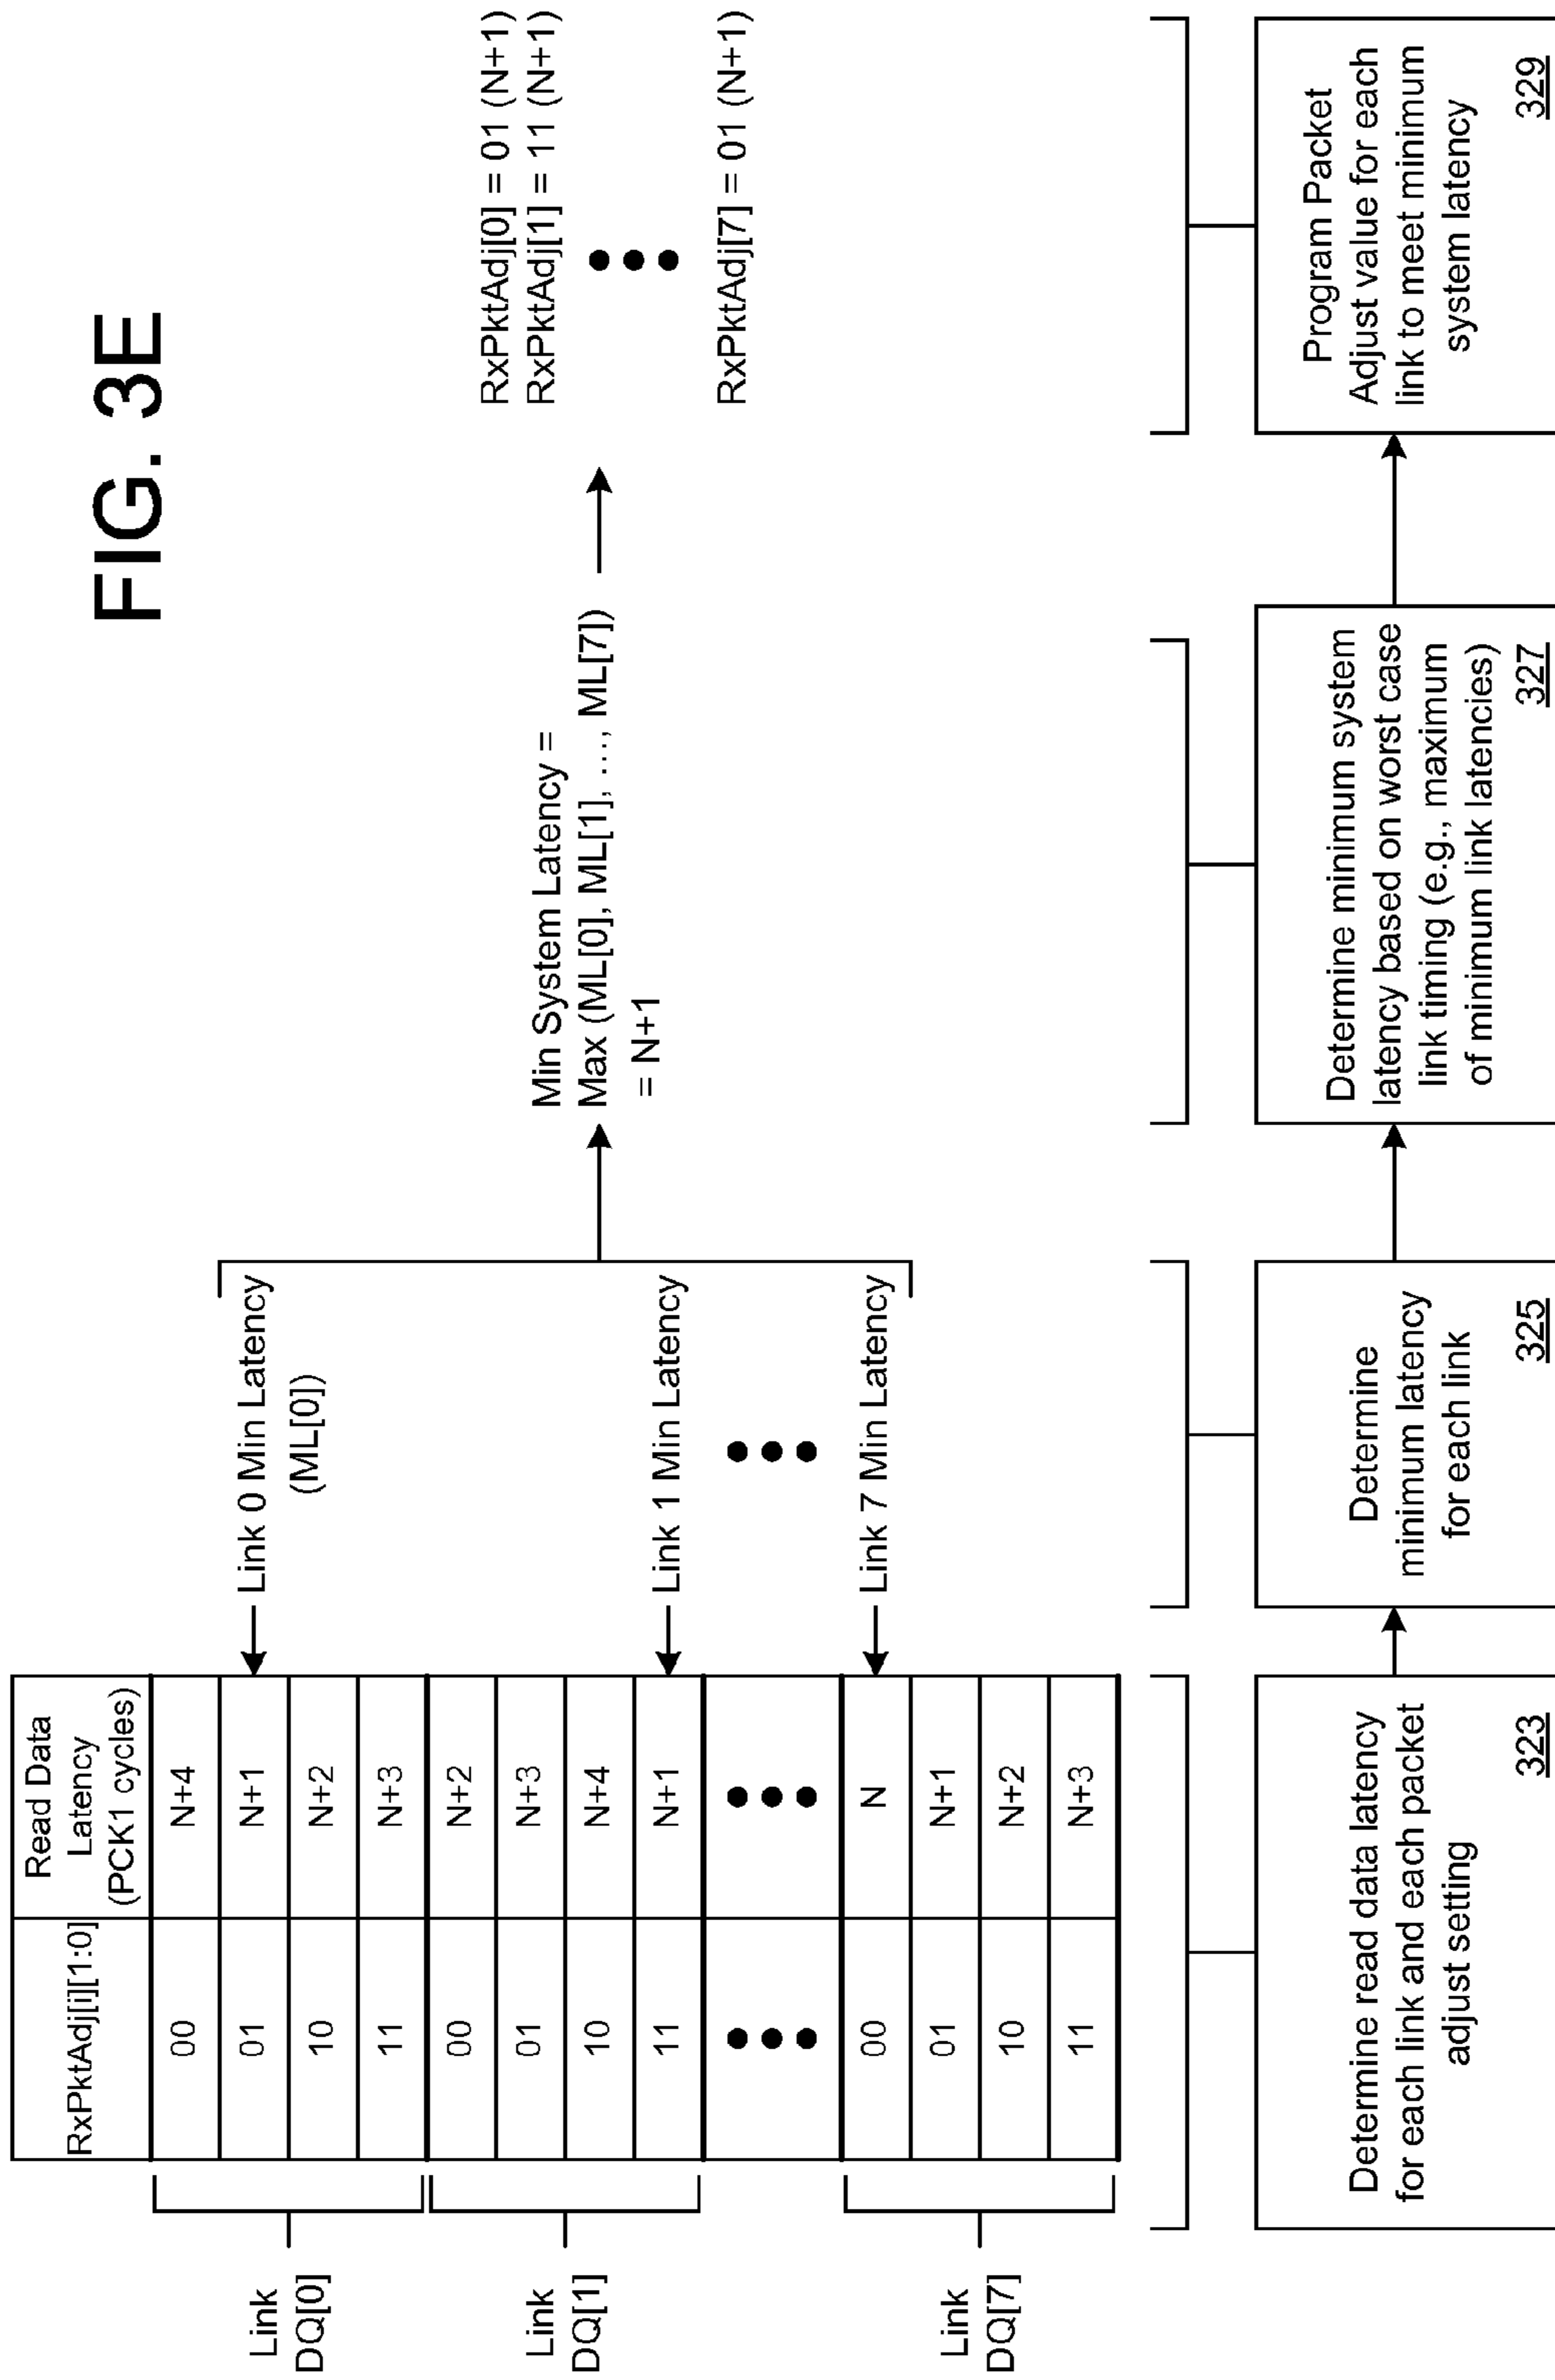 FIG. 3E
RxPktAdj[i][1:0]
Read Data
Latency
(PCK1 cycles)
Link
DQ[0]
00 N+4
01 N+1
10 N+2
11 N+3
Link
DQ[1]
00 N+2
01 N+3
10 N+4
11 N+1
Link
DQ[7]
00 N
01 N+1
10 N+2
11 N+3
Link 0 Min Latency
(ML[0])
Link 1 Min Latency
Link 7 Min Latency
Min System Latency =
Max (ML[0], ML[1], ..., ML[7])
= N+1
RxPktAdj[0] = 01 (N+1)
RxPktAdj[1] = 11 (N+1)
RxPktAdj[7] = 01 (N+1)
Determine read data latency
for each link and each packet
adjust setting
323
Determine
minimum latency
for each link
325
Determine minimum system
latency based on worst case
link timing (e.g., maximum
of minimum link latencies)
327
Program Packet
Adjust value for each
link to meet minimum
system latency
329